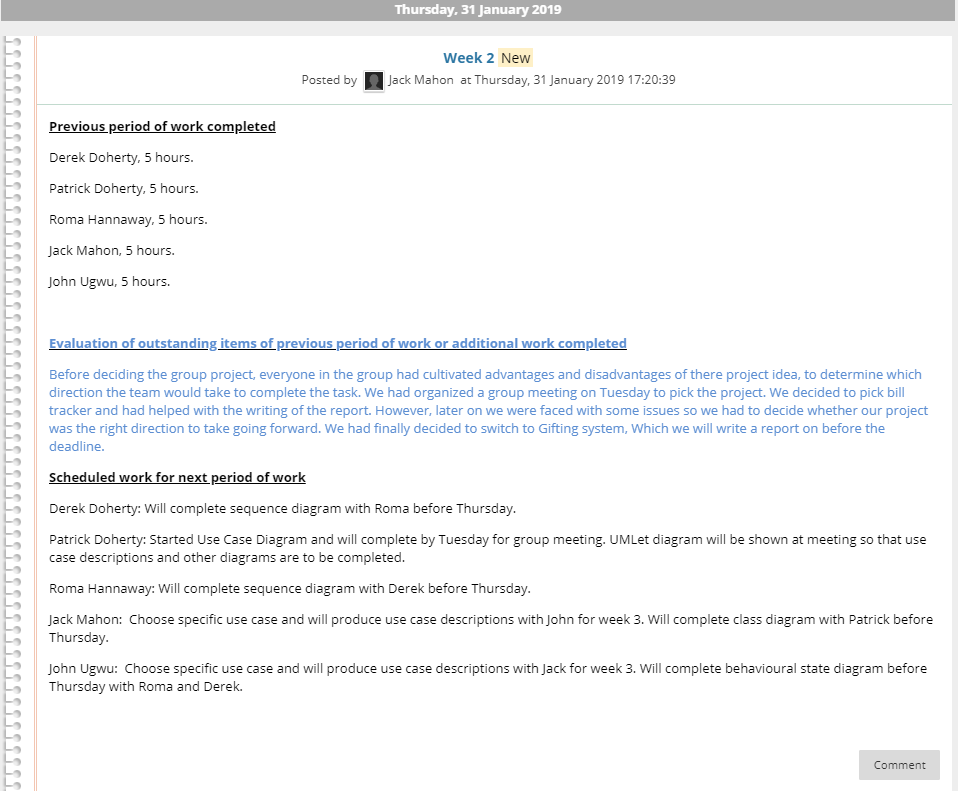 Thursday, 31 January 2019
Week 2 New
Posted by Jack Mahon at Thursday, 31 January 2019 17:20:39
Previous period of work completed
Derek Doherty, 5 hours.
Patrick Doherty, 5 hours.
Roma Hannaway, 5 hours.
Jack Mahon, 5 hours.
John Ugwu, 5 hours.
Evaluation of outstanding items of previous period of work or additional work completed
Before deciding the group project, everyone in the group had cultivated advantages and disadvantages of there project idea, to determine which
direction the team would take to complete the task. We had organized a group meeting on Tuesday to pick the project. We decided to pick bill
tracker and had helped with the writing of the report. However, later on we were faced with some issues so we had to decide whether our project
was the right direction to take going forward. We had finally decided to switch to Gifting system, Which we will write a report on before the
deadline.
Scheduled work for next period of work
Derek Doherty: Will complete sequence diagram with Roma before Thursday.
Patrick Doherty: Started Use Case Diagram and will complete by Tuesday for group meeting. UMLet diagram will be shown at meeting so that use
case descriptions and other diagrams are to be completed.
Roma Hannaway: Will complete sequence diagram with Derek before Thursday.
Jack Mahon:  Choose specific use case and will produce use case descriptions with John for week 3. Will complete class diagram with Patrick before
Thursday.
John Ugwu:  Choose specific use case and will produce use case descriptions with Jack for week 3. Will complete behavioural state diagram before
Thursday with Roma and Derek.
Comment